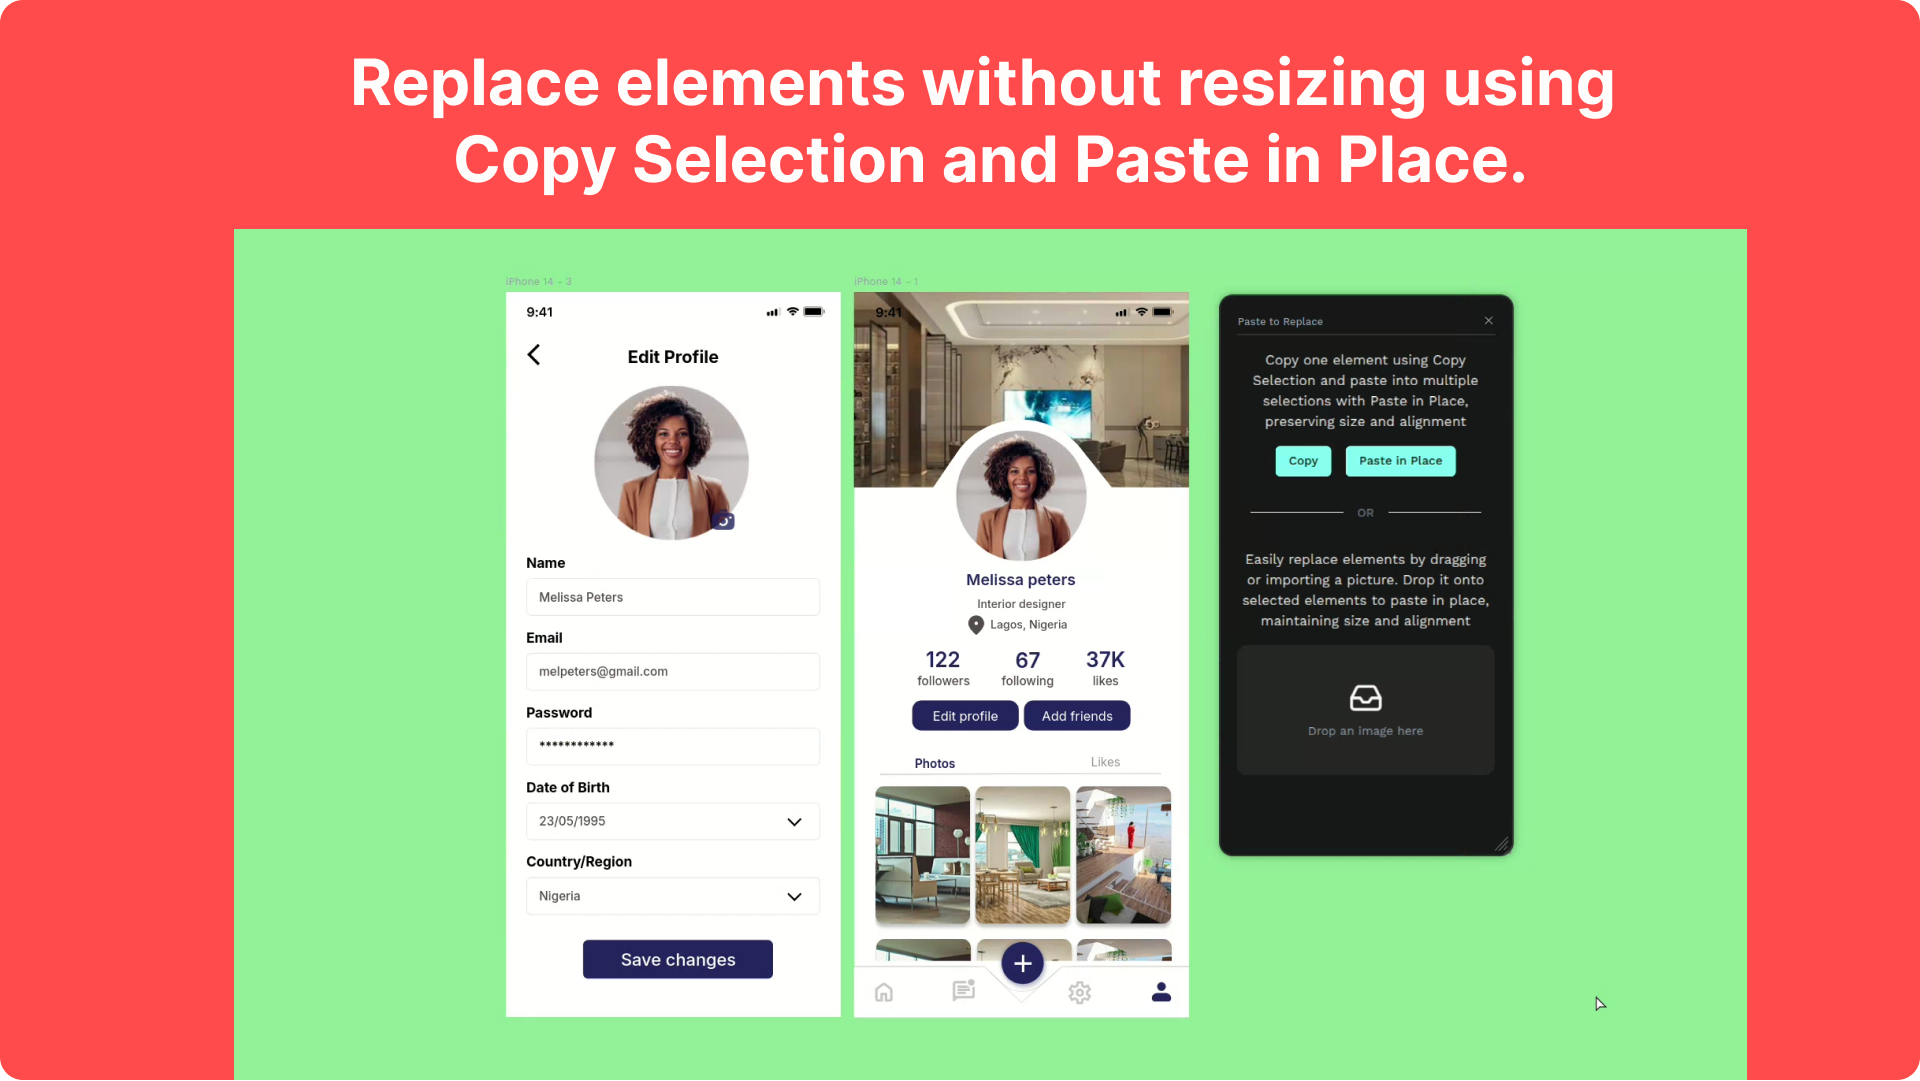 Replace elements without resizing using
Copy Selection and Paste in Place.
iPhone 14 - 3
9:41
Edit Profile
Name
Melissa Peters
Email
melpeters@gmail.com
Password
************
Date of Birth
23/05/1995
Country/Region
Nigeria
Save changes
iPhone 14 - 1
9:41
Melissa peters
Interior designer
Lagos, Nigeria
122
followers
67
following
37K
likes
Edit profile
Add friends
Photos
Likes
Paste to Replace
Copy one element using Copy
Selection and paste into multiple
selections with Paste in Place,
preserving size and alignment
Copy
Paste in Place
OR
Easily replace elements by dragging
or importing a picture. Drop it onto
selected elements to paste in place,
maintaining size and alignment
Drop an image here